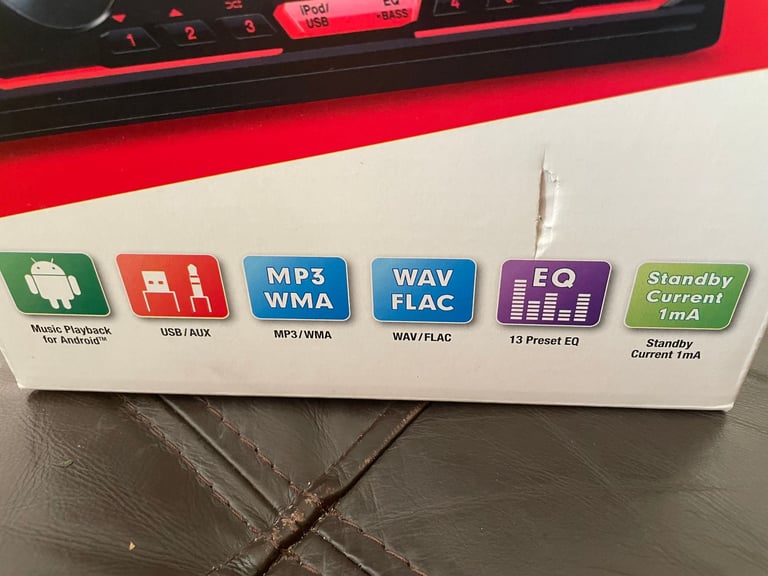 iPod/
USB
EQ
•BASS
1
2
3
4
MP3
WMA
WAV
FLAC
EQ
Standby
Current
1mA
Music Playback
for Android™
USB/AUX
MP3/WMA
WAV/FLAC
13 Preset EQ
Standby
Current 1mA